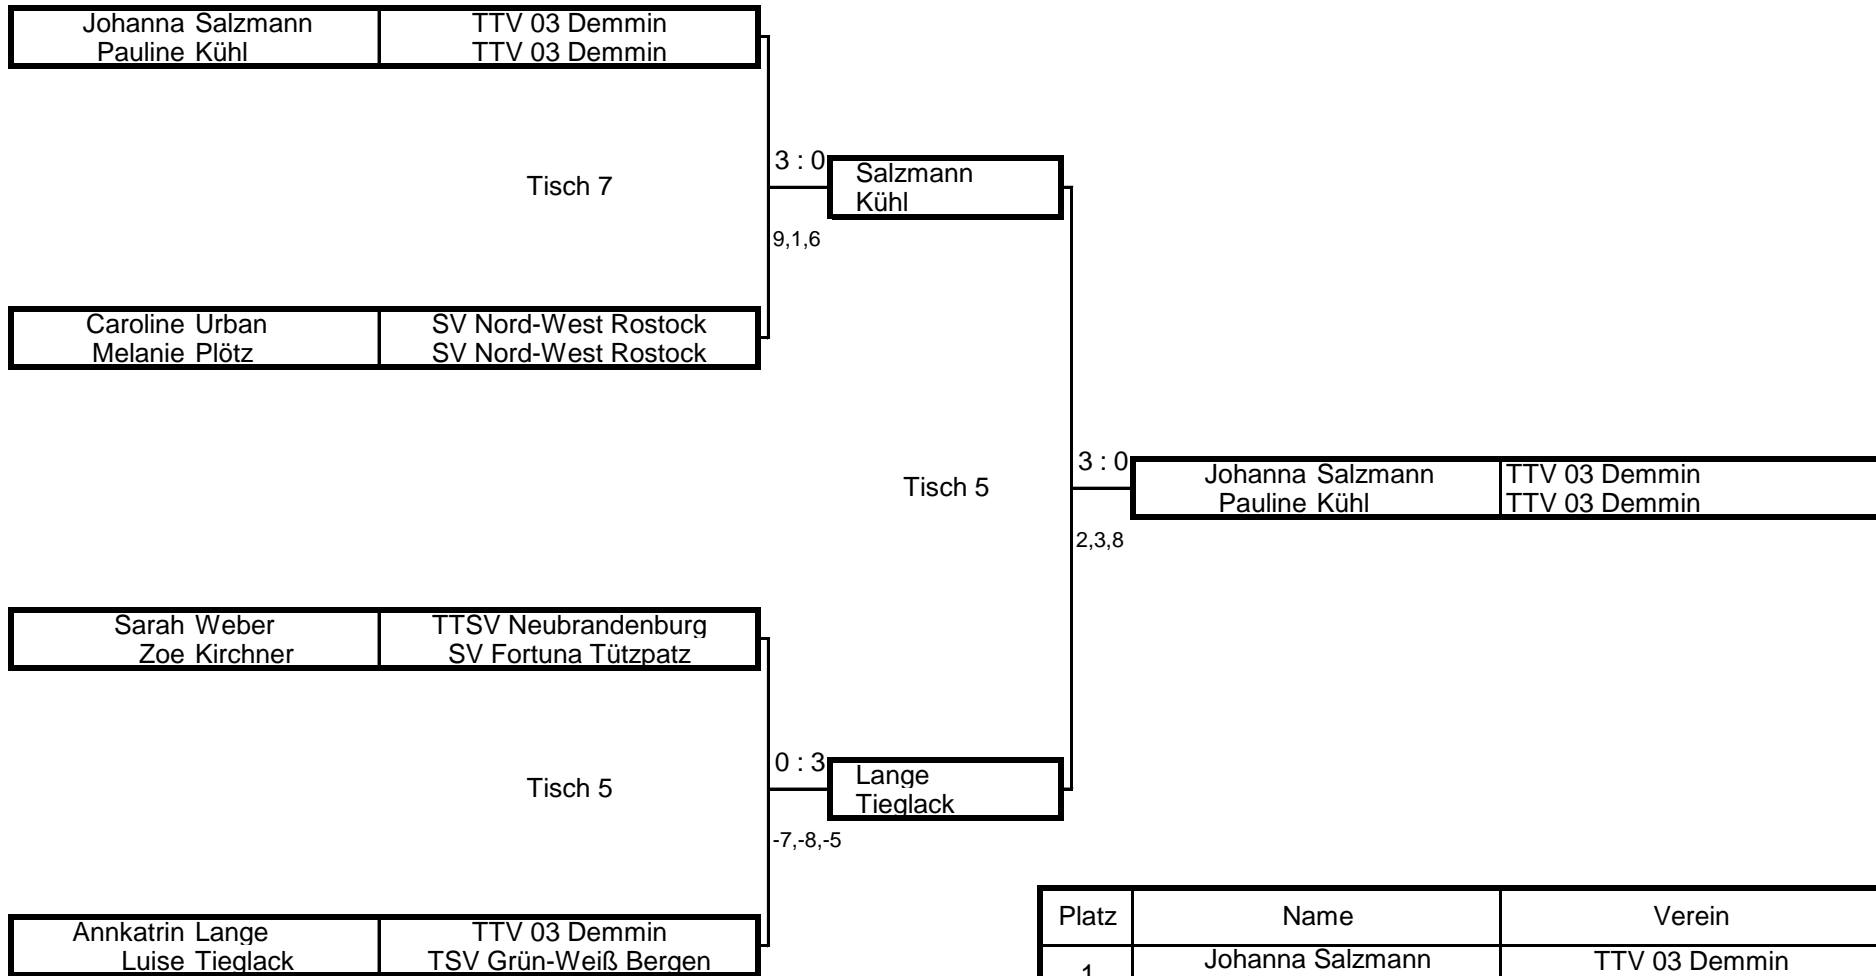 Johanna Salzmann TTV 03 Demmin
Pauline Kühl TTV 03 Demmin
3 : 0
Tisch 7
Salzmann
Kühl
9,1,6
Caroline Urban SV Nord-West Rostock
Melanie Plötz SV Nord-West Rostock
3 : 0
Tisch 5
Johanna Salzmann TTV 03 Demmin
Pauline Kühl TTV 03 Demmin
2,3,8
Sarah Weber TTSV Neubrandenburg
Zoe Kirchner SV Fortuna Tützpatz
0 : 3
Tisch 5
Lange
Tieglack
-7,-8,-5
Annkatrin Lange TTV 03 Demmin
Luise Tieglack TSV Grün-Weiß Bergen
Platz Name Verein
1 Johanna Salzmann TTV 03 Demmin